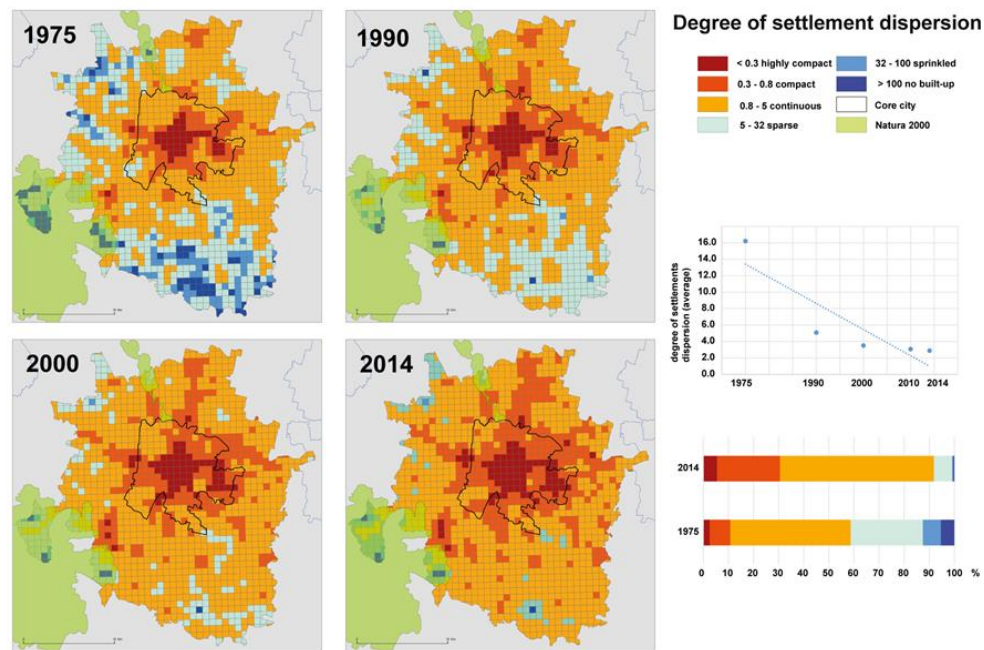 1975
1990
2000
2014
Degree of settlement dispersion
< 0.3 highly compact
0.3 - 0.8 compact
0.8 - 5 continuous
5 - 32 sparse
32 - 100 sprinkled
> 100 no built-up
Core city
Natura 2000
degree of settlements
dispersion (average)
16.0
14.0
12.0
10.0
8.0
6.0
4.0
2.0
0.0
1975 1990 2000 2010 2014
2014
1975
0 10 20 30 40 50 60 70 80 90 100 %